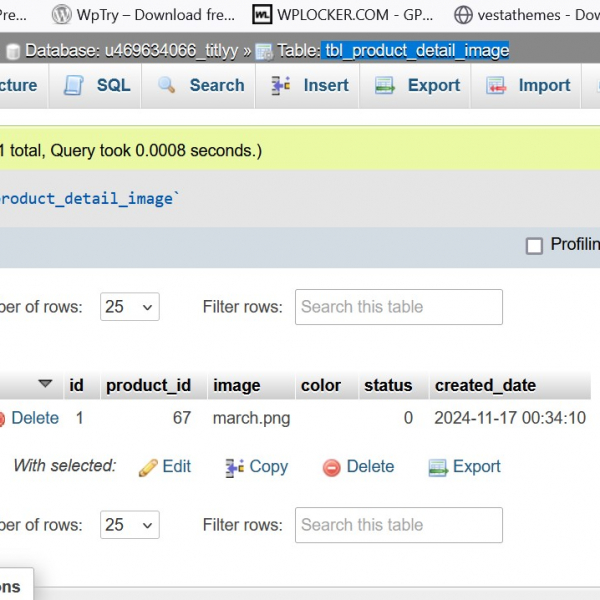 Pre... WpTry – Download fre... WPLOCKER.COM - GP... vestathemes - Dow
Database: u469634066_titlyy » Table: tbl_product_detail_image
cture SQL Search Insert Export Import
1 total, Query took 0.0008 seconds.)
product_detail_image`
Profilin
ber of rows: 25 Filter rows: Search this table
id product_id image color status created_date
Delete 1 67 march.png 0 2024-11-17 00:34:10
With selected: Edit Copy Delete Export
ber of rows: 25 Filter rows: Search this table
ons